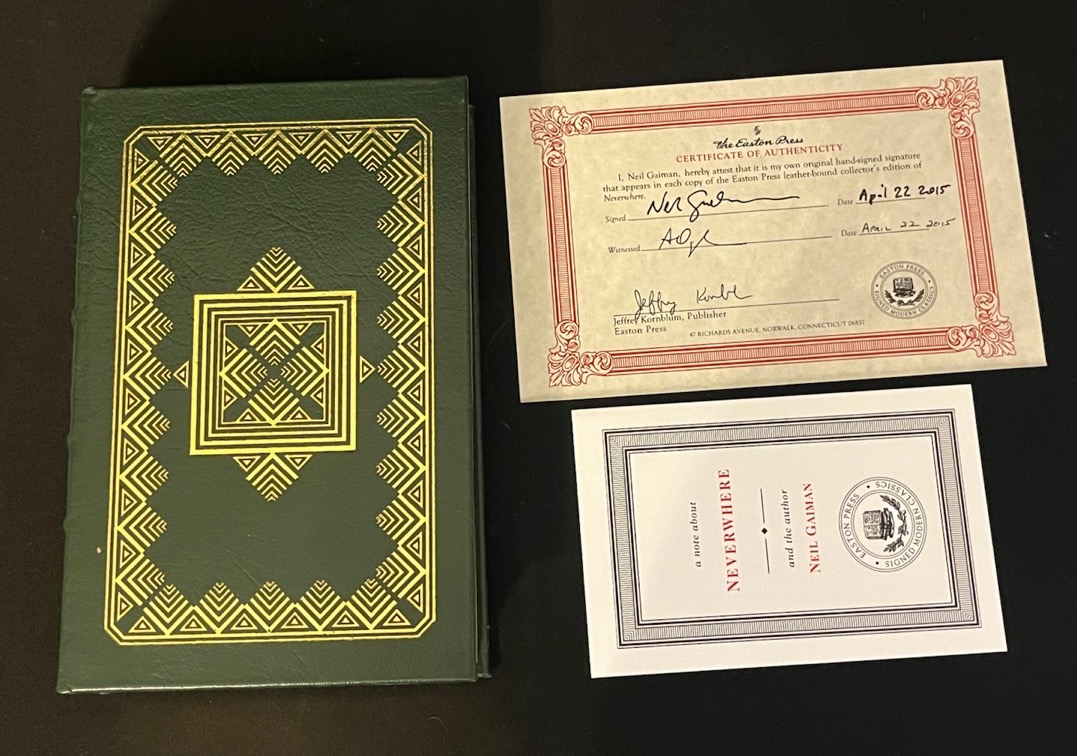 The Easton Press
CERTIFICATE OF AUTHENTICITY
I, Neil Gaiman, hereby attest that it is my own original hand-signed signature
that appears in each copy of the Easton Press leather-bound collector's edition of
Neverwhere.
Signed Date April 22 2015
Witnessed Date April 22 2015
Jeffrey Kornblum, Publisher
Easton Press
47 RICHARDS AVENUE, NORWALK, CONNECTICUT 06857
EASTON PRESS • SIGNED MODERN CLASSICS •
a note about
NEVERWHERE
and the author
NEIL GAIMAN
EASTON PRESS • SIGNED MODERN CLASSICS •